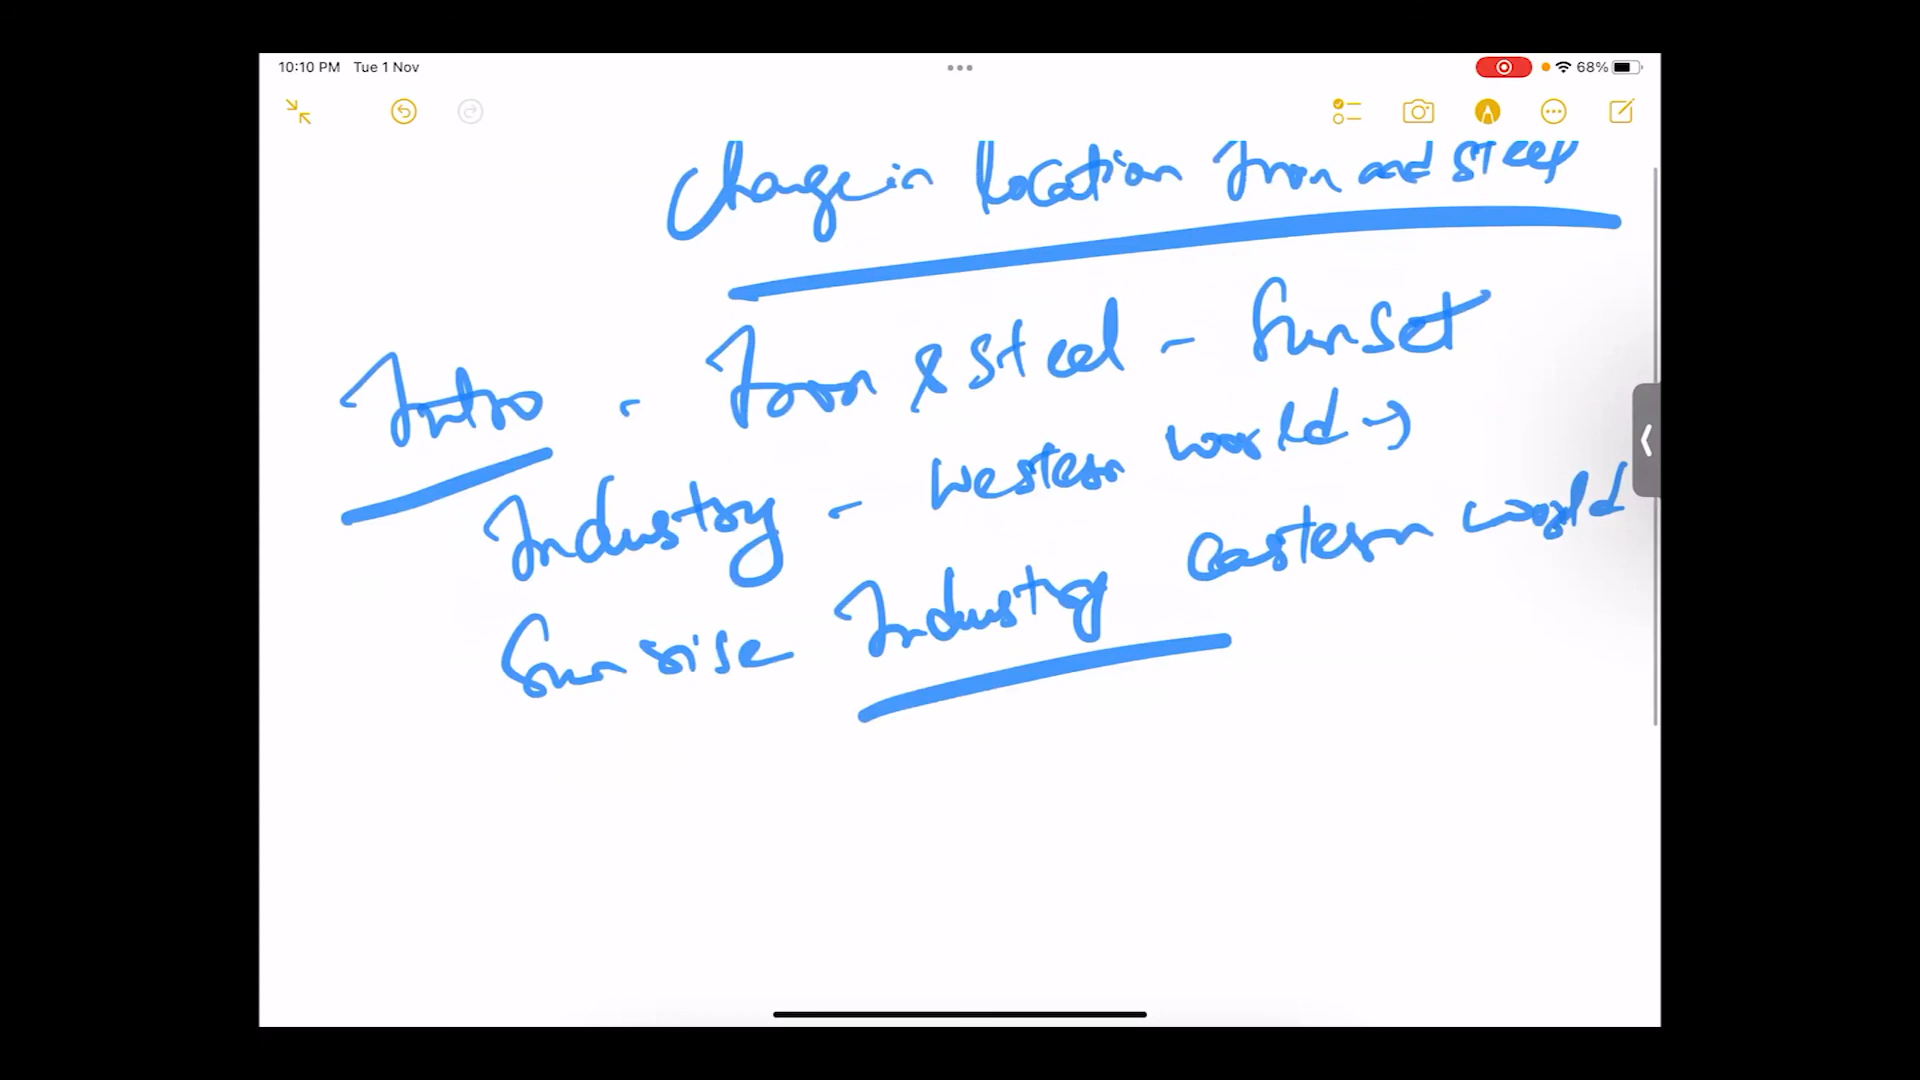 10:10 PM Tue 1 Nov
68%
Change in location Iron and Steel
Intro - Iron & Steel - Sunset
Industry - Western World →
Sunrise Industry eastern world